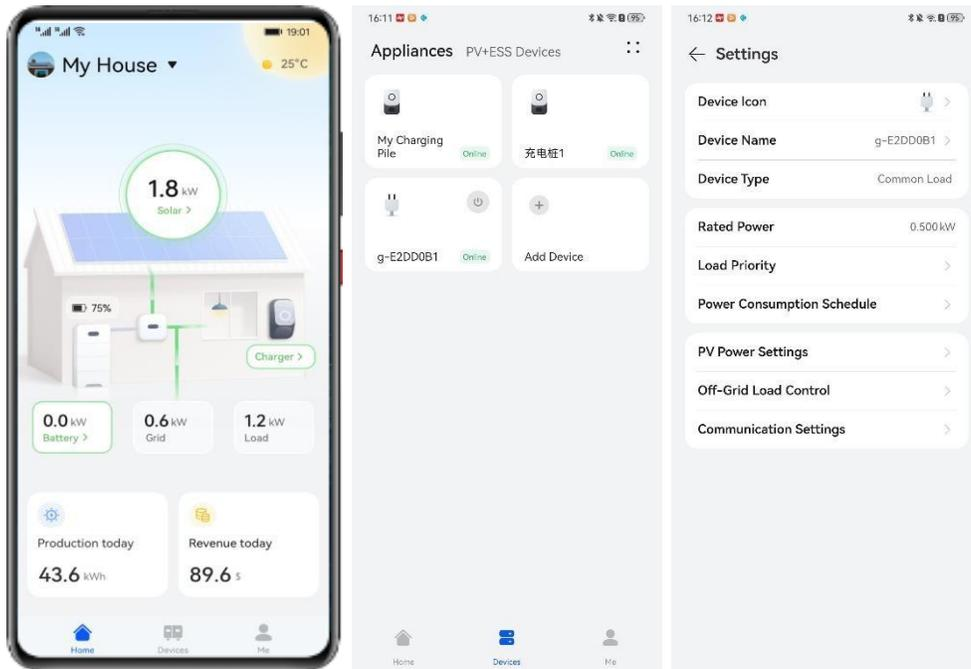 19:01
My House
25°C
1.8 kW
Solar >
75%
Charger >
0.0 kW
Battery >
0.6 kW
Grid
1.2 kW
Load
Production today
43.6 kWh
Revenue today
89.6 $
Home
Devices
Me
16:11
95
Appliances
PV+ESS Devices
My Charging
Pile
Online
充电桩1
Online
g-E2DD0B1
Online
Add Device
Home
Devices
Me
16:12
95
Settings
Device Icon
Device Name
g-E2DD0B1
Device Type
Common Load
Rated Power
0.500 kW
Load Priority
Power Consumption Schedule
PV Power Settings
Off-Grid Load Control
Communication Settings